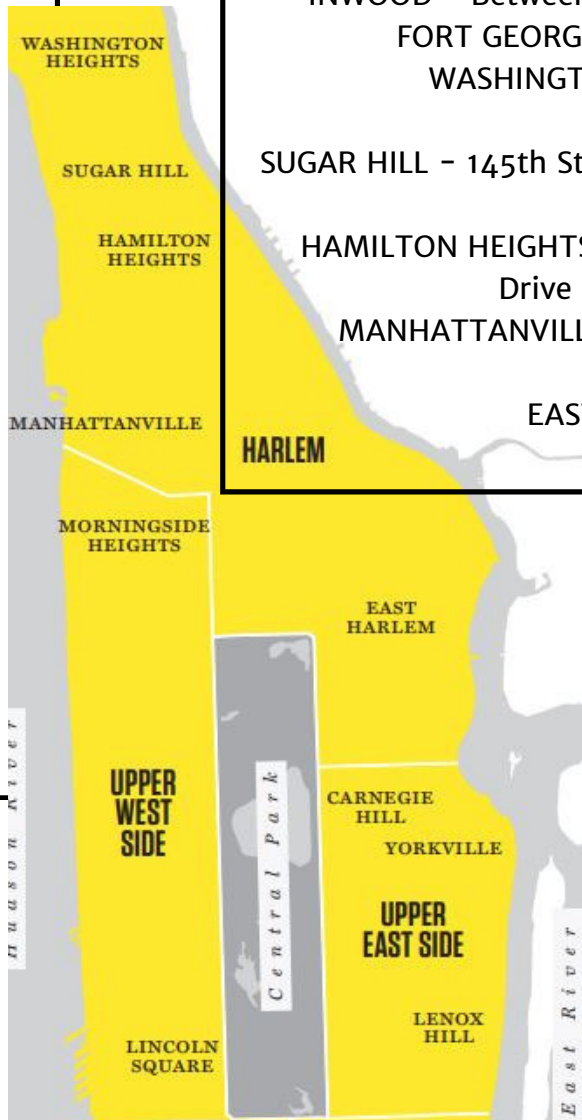 INWOOD - Between
FORT GEORG
WASHINGT
SUGAR HILL - 145th St
HAMILTON HEIGHTS
Drive
MANHATTANVILL
EAS
WASHINGTON
HEIGHTS
SUGAR HILL
HAMILTON
HEIGHTS
MANHATTANVILLE
HARLEM
MORNINGSIDE
HEIGHTS
EAST
HARLEM
Hudson River
UPPER
WEST
SIDE
Central Park
CARNEGIE
HILL
YORKVILLE
UPPER
EAST SIDE
LENOX
HILL
LINCOLN
SQUARE
East River